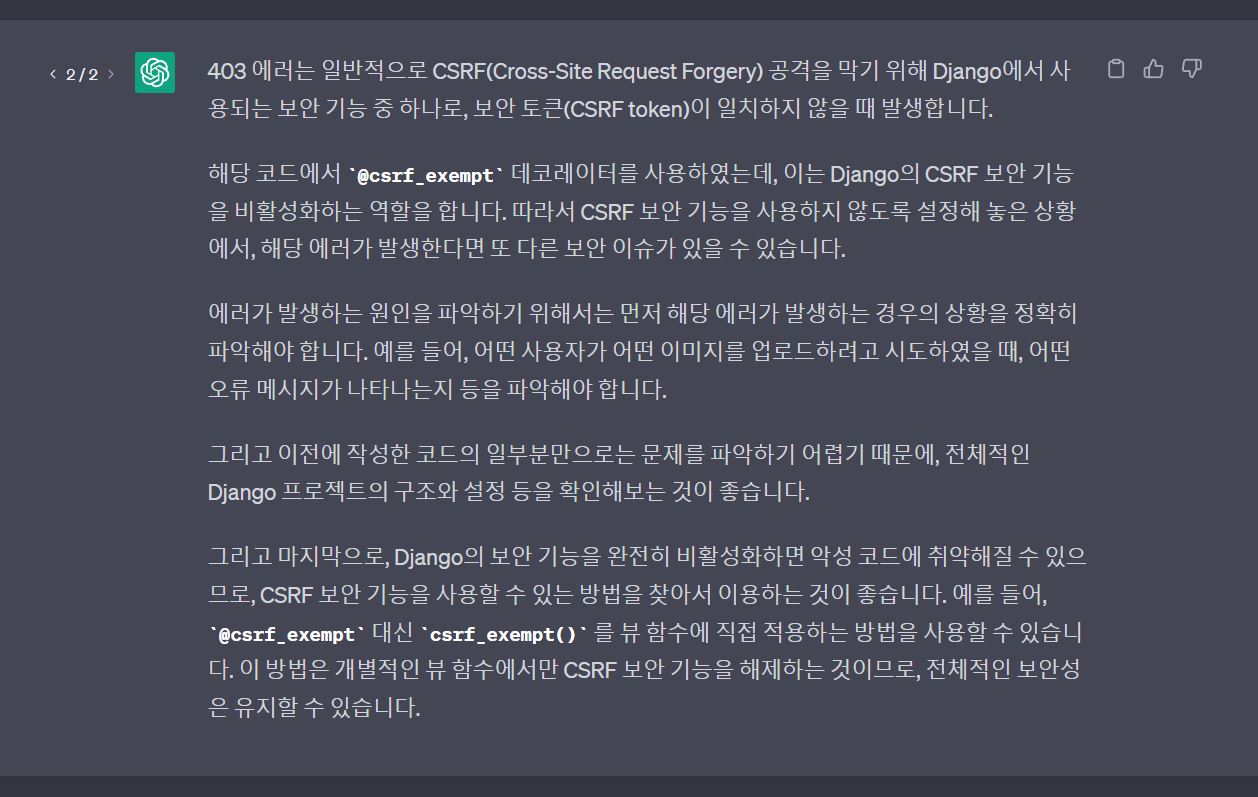 2 / 2
403 에러는 일반적으로 CSRF(Cross-Site Request Forgery) 공격을 막기 위해 Django에서 사
용되는 보안 기능 중 하나로, 보안 토큰(CSRF token)이 일치하지 않을 때 발생합니다.
해당 코드에서 `@csrf_exempt` 데코레이터를 사용하였는데, 이는 Django의 CSRF 보안 기능
을 비활성화하는 역할을 합니다. 따라서 CSRF 보안 기능을 사용하지 않도록 설정해 놓은 상황
에서, 해당 에러가 발생한다면 또 다른 보안 이슈가 있을 수 있습니다.
에러가 발생하는 원인을 파악하기 위해서는 먼저 해당 에러가 발생하는 경우의 상황을 정확히
파악해야 합니다. 예를 들어, 어떤 사용자가 어떤 이미지를 업로드하려고 시도하였을 때, 어떤
오류 메시지가 나타나는지 등을 파악해야 합니다.
그리고 이전에 작성한 코드의 일부분만으로는 문제를 파악하기 어렵기 때문에, 전체적인
Django 프로젝트의 구조와 설정 등을 확인해보는 것이 좋습니다.
그리고 마지막으로, Django의 보안 기능을 완전히 비활성화하면 악성 코드에 취약해질 수 있으
므로, CSRF 보안 기능을 사용할 수 있는 방법을 찾아서 이용하는 것이 좋습니다. 예를 들어,
`@csrf_exempt` 대신 `csrf_exempt()` 를 뷰 함수에 직접 적용하는 방법을 사용할 수 있습니
다. 이 방법은 개별적인 뷰 함수에서만 CSRF 보안 기능을 해제하는 것이므로, 전체적인 보안성
은 유지할 수 있습니다.